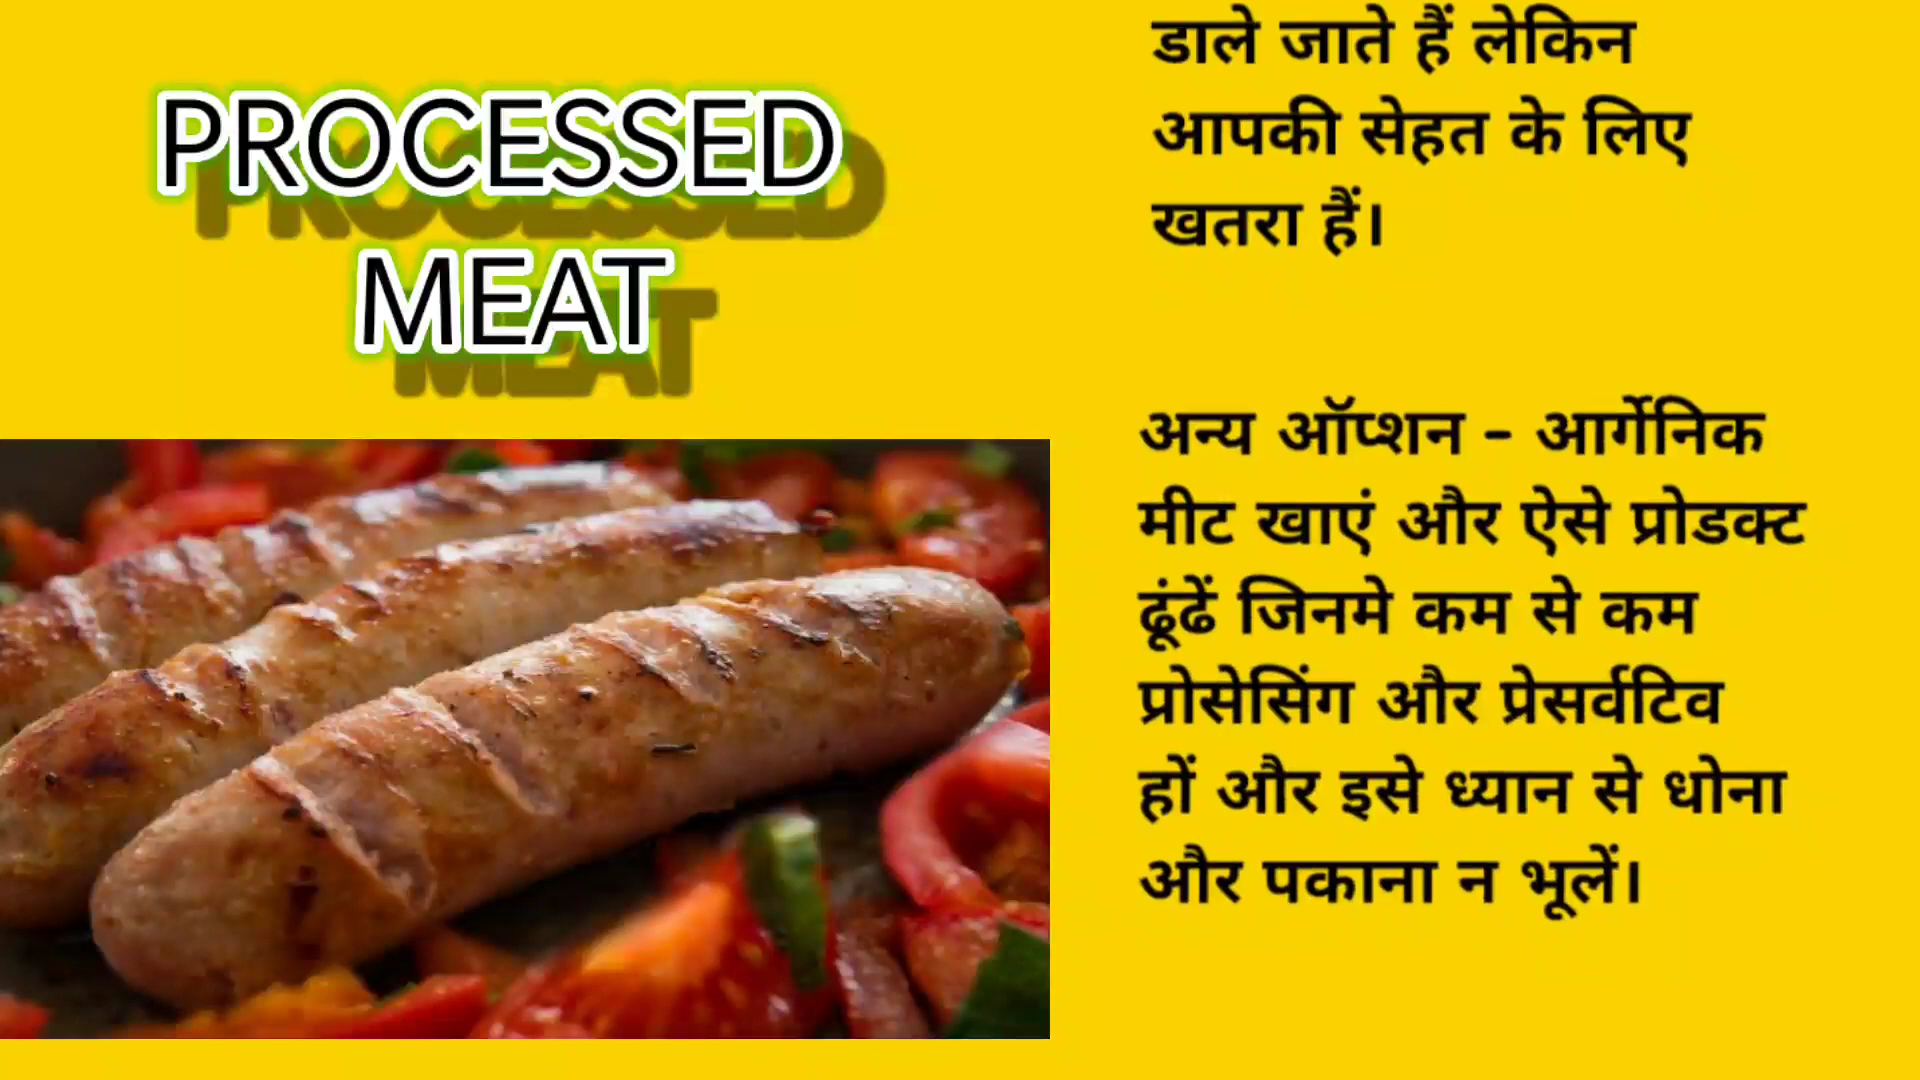 PROCESSED
MEAT
डाले जाते हैं लेकिन
आपकी सेहत के लिए
खतरा हैं।
अन्य ऑप्शन - आर्गेनिक
मीट खाएं और ऐसे प्रोडक्ट
ढूंढें जिनमे कम से कम
प्रोसेसिंग और प्रेसर्वटिव
हों और इसे ध्यान से धोना
और पकाना न भूलें।